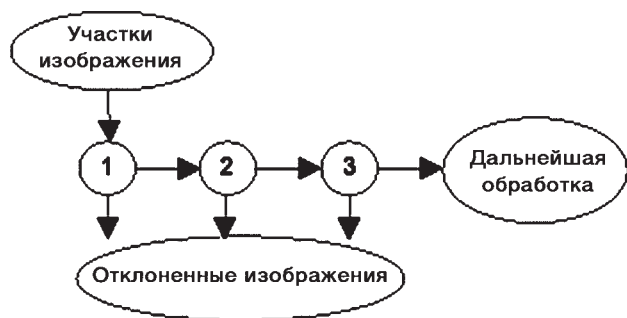 Участки
изображения
1
2
3
Дальнейшая
обработка
Отклоненные изображения